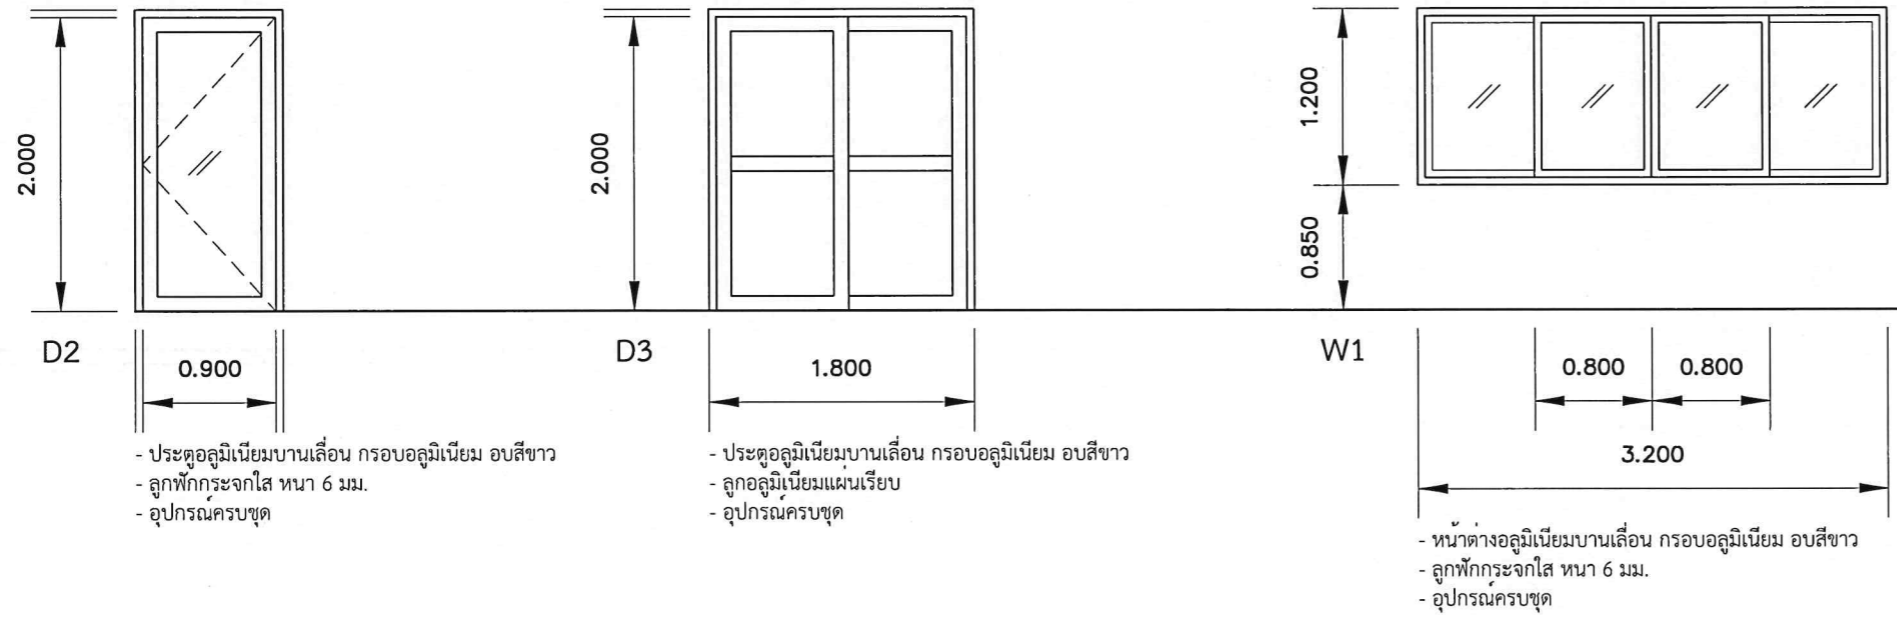 2.000
D2
0.900
- ประตูอลูมิเนียมบานเลื่อน กรอบอลูมิเนียม อบสีขาว
- ลูกฟักกระจกใส หนา 6 มม.
- อุปกรณ์ครบชุด
2.000
D3
1.800
- ประตูอลูมิเนียมบานเลื่อน กรอบอลูมิเนียม อบสีขาว
- ลูกอลูมิเนียมแผ่นเรียบ
- อุปกรณ์ครบชุด
1.200
0.850
W1
0.800 0.800
3.200
- หน้าต่างอลูมิเนียมบานเลื่อน กรอบอลูมิเนียม อบสีขาว
- ลูกฟักกระจกใส หนา 6 มม.
- อุปกรณ์ครบชุด